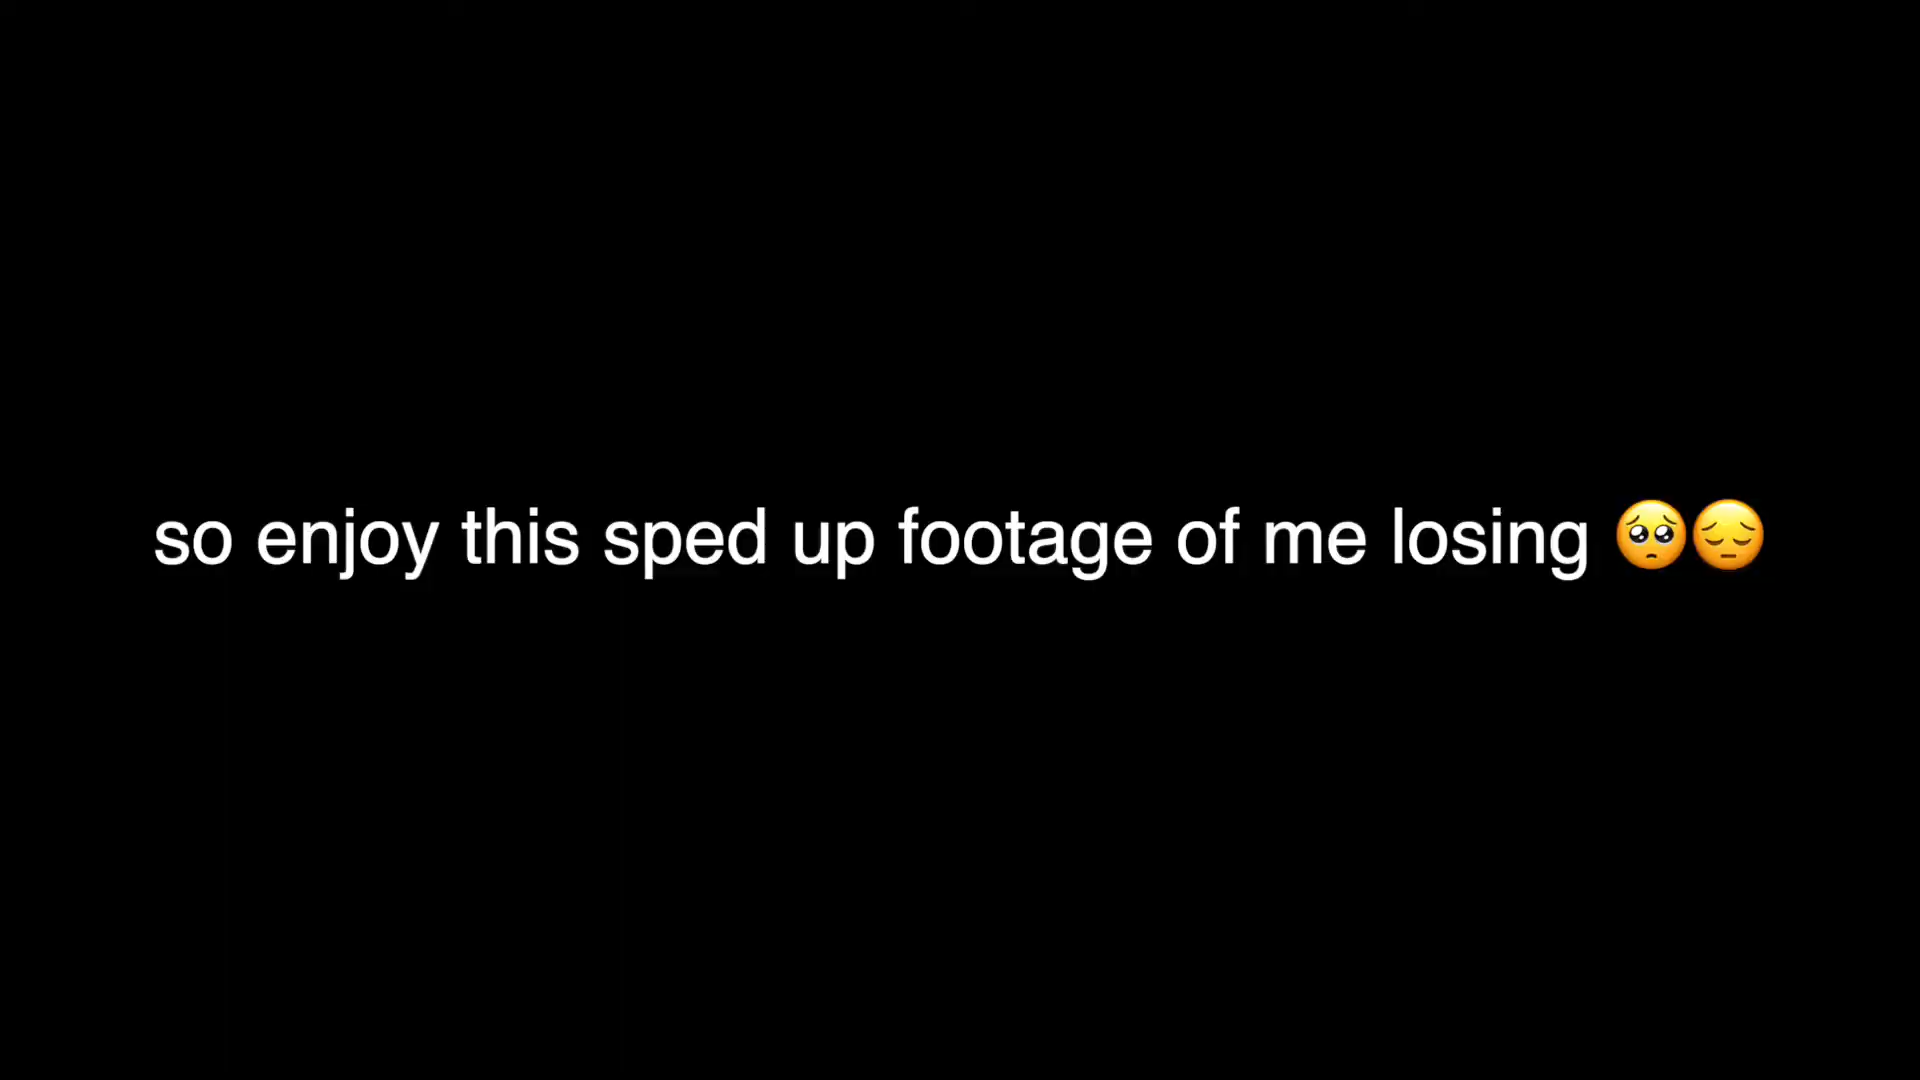 so enjoy this sped up footage of me losing 🥺😔